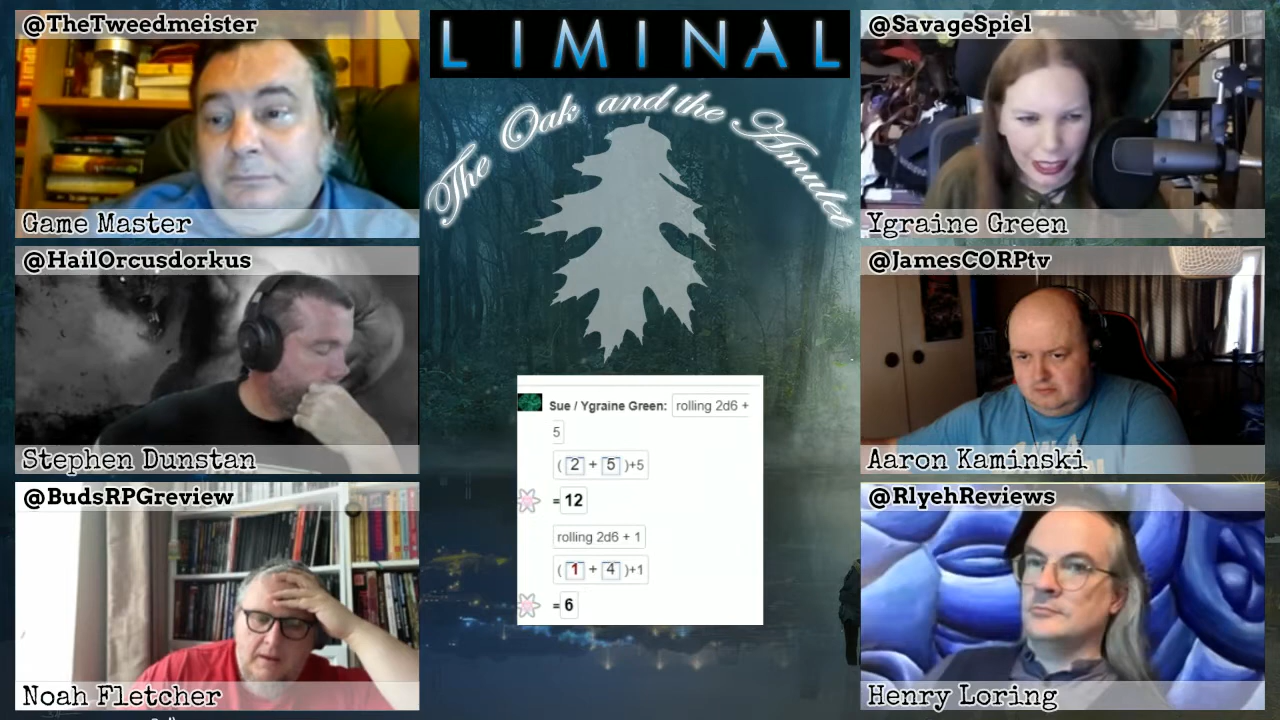 @TheTweedmeister
Game Master
@HailOrcusdorkus
Stephen Dunstan
@BudsRPGreview
Noah Fletcher
LIMINAL
The Oak and the Amulet
Sue / Ygraine Green: rolling 2d6 +
5
( 2 + 5 )+5
= 12
rolling 2d6 + 1
( 1 + 4 )+1
= 6
@SavageSpiel
Ygraine Green
@JamesCORPtv
Aaron Kaminski
@RlyehReviews
Henry Loring